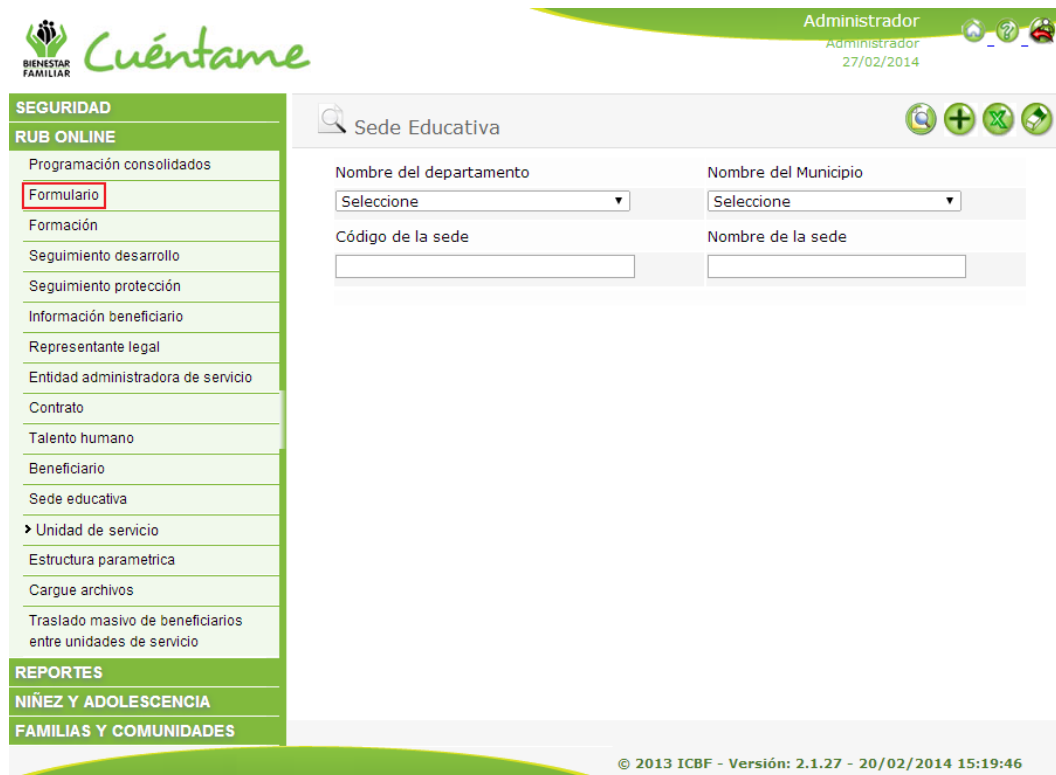 BIENESTAR
FAMILIAR
Cuéntame
Administrador
Administrador
27/02/2014
SEGURIDAD
RUB ONLINE
Programación consolidados
Formulario
Formación
Seguimiento desarrollo
Seguimiento protección
Información beneficiario
Representante legal
Entidad administradora de servicio
Contrato
Talento humano
Beneficiario
Sede educativa
Unidad de servicio
Estructura parametrica
Cargue archivos
Traslado masivo de beneficiarios
entre unidades de servicio
REPORTES
NIÑEZ Y ADOLESCENCIA
FAMILIAS Y COMUNIDADES
Sede Educativa
Nombre del departamento
Nombre del Municipio
Seleccione
Seleccione
Código de la sede
Nombre de la sede
© 2013 ICBF - Versión: 2.1.27 - 20/02/2014 15:19:46